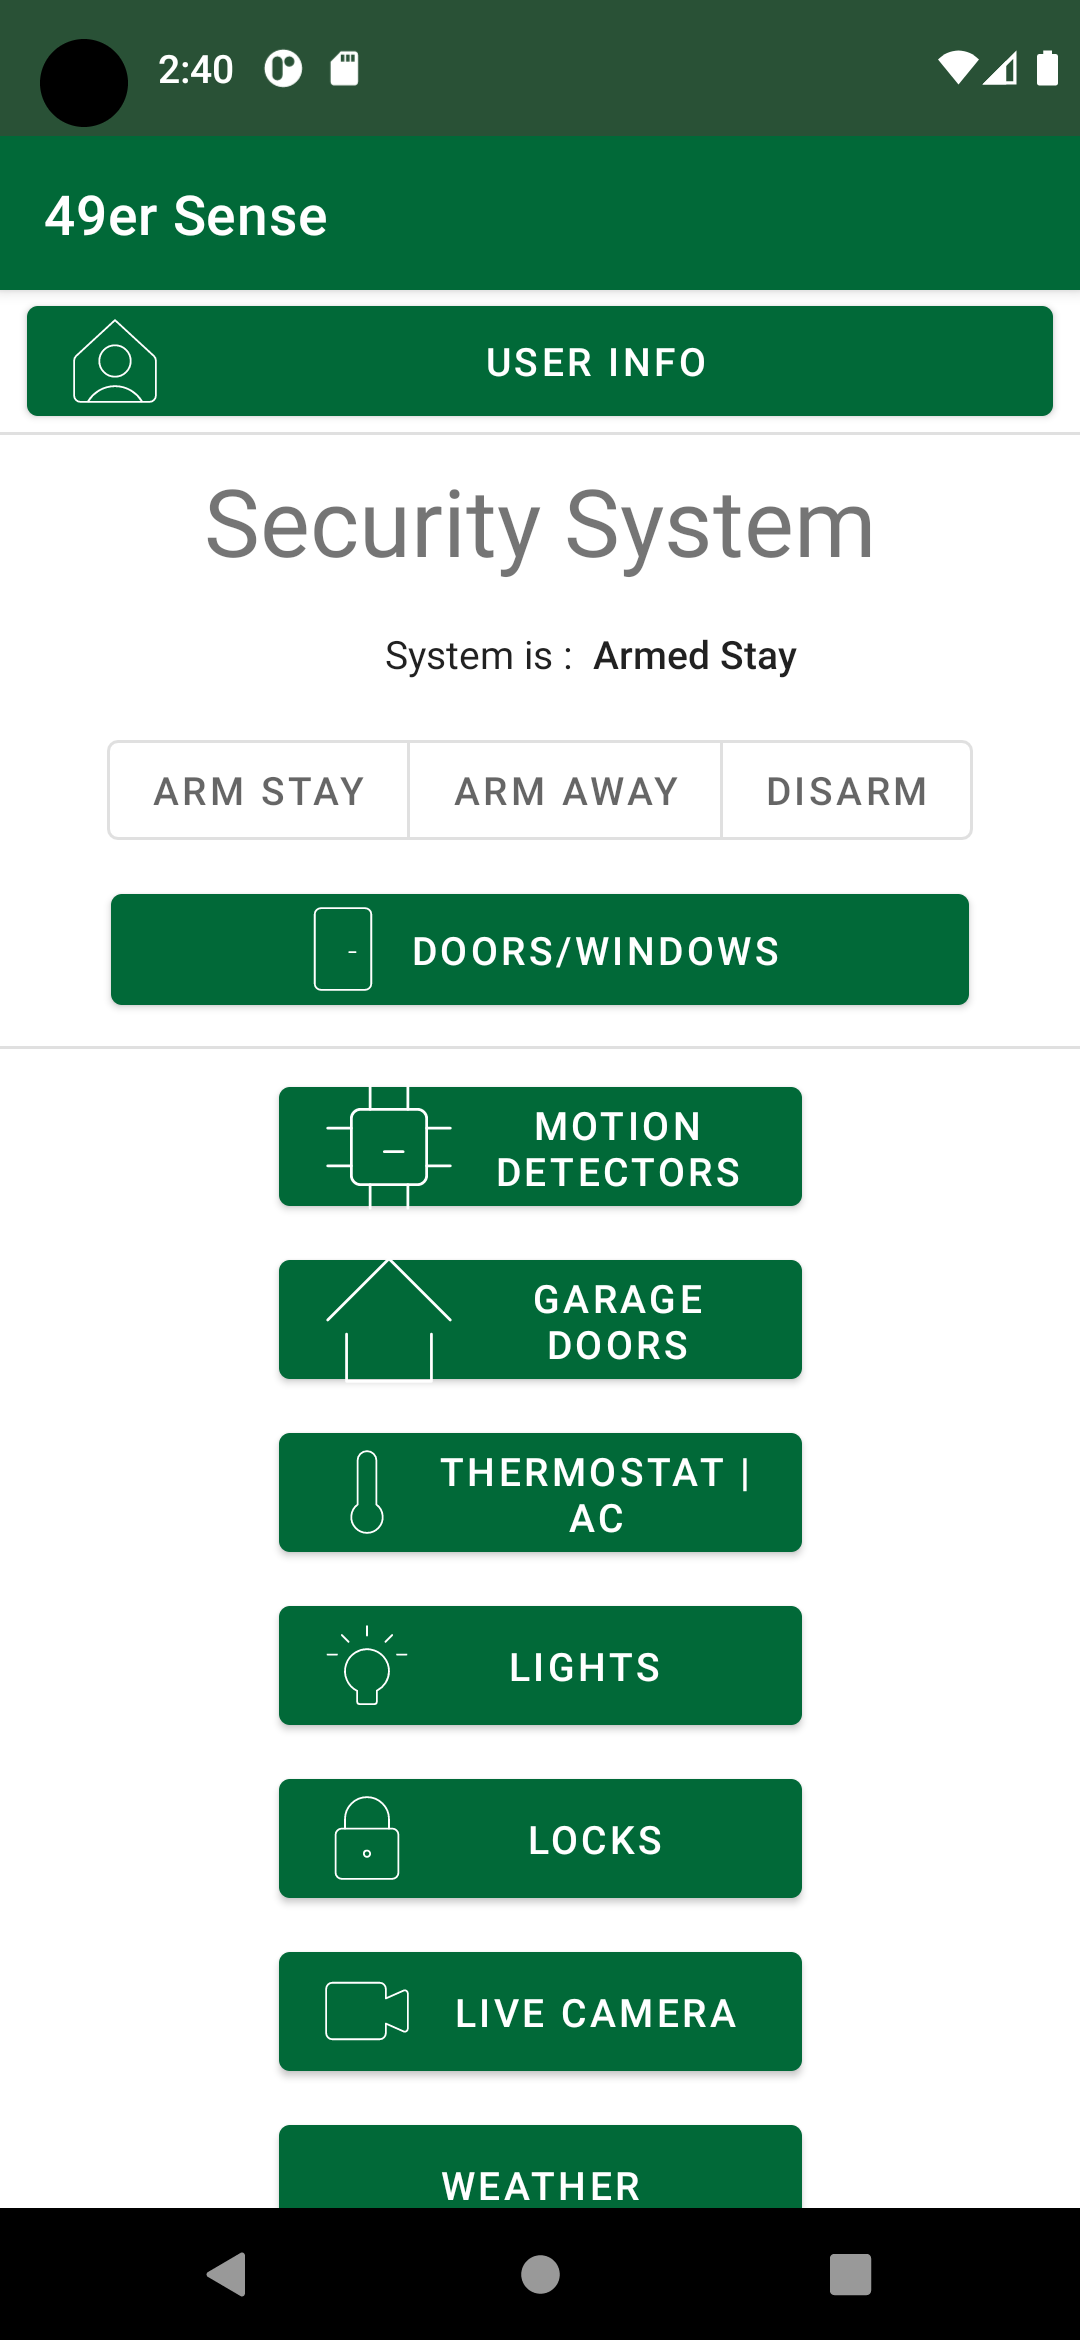 2:40
49er Sense
USER INFO
Security System
System is : Armed Stay
ARM STAY
ARM AWAY
DISARM
DOORS/WINDOWS
MOTION
DETECTORS
GARAGE
DOORS
THERMOSTAT |
AC
LIGHTS
LOCKS
LIVE CAMERA
WEATHER